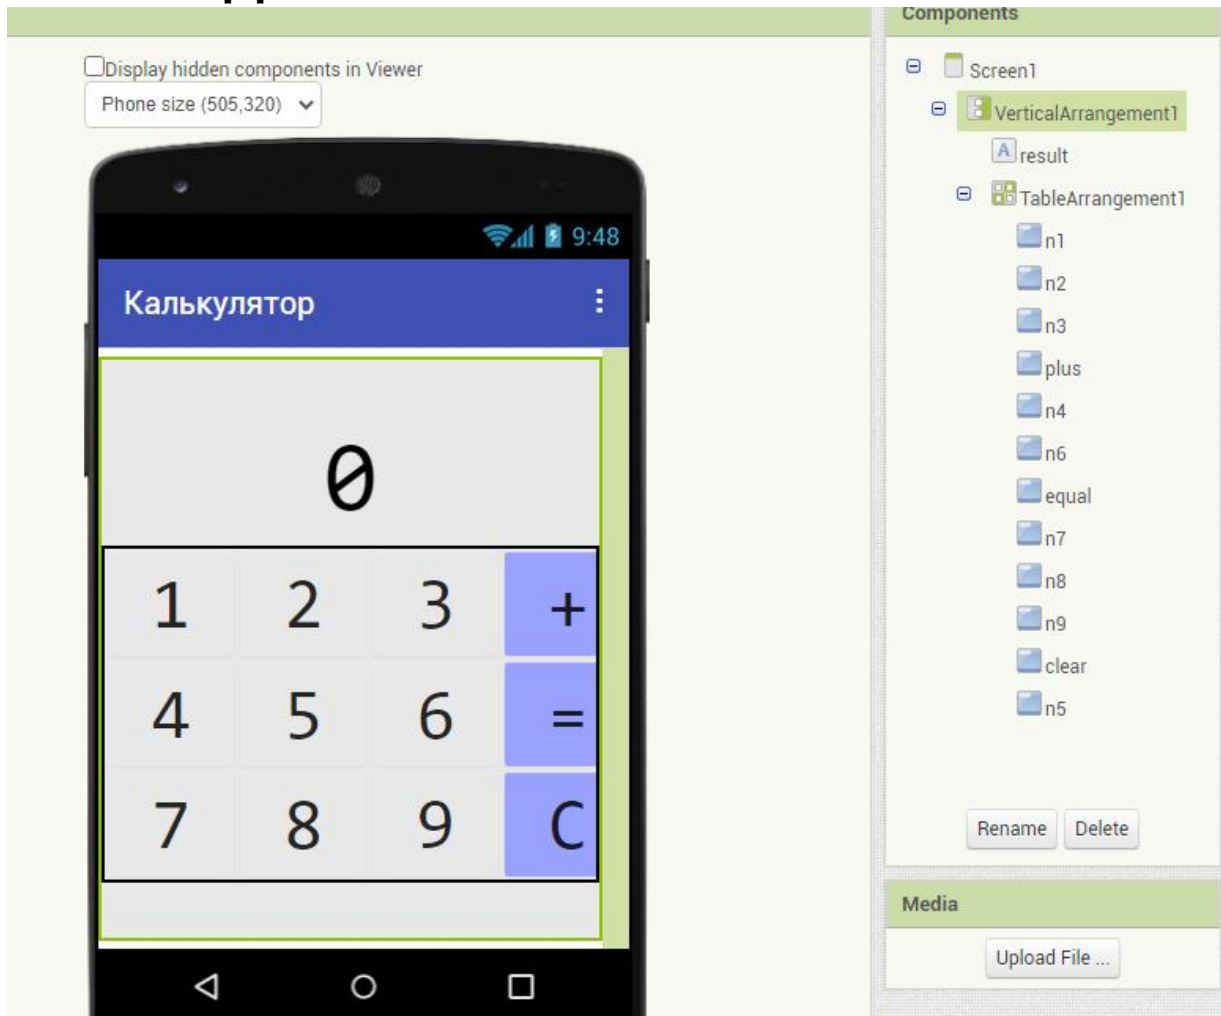 Components
Display hidden components in Viewer
Phone size (505,320)
9:48
Калькулятор
0
1 2 3 +
4 5 6 =
7 8 9 C
Screen1
VerticalArrangement1
A result
TableArrangement1
n1
n2
n3
plus
n4
n6
equal
n7
n8
n9
clear
n5
Rename Delete
Media
Upload File ...